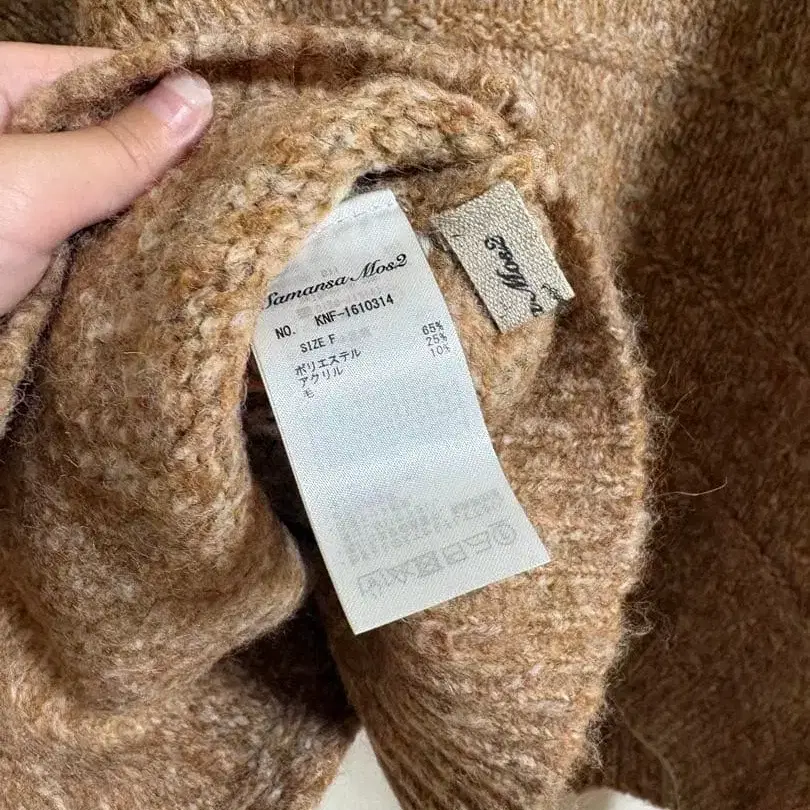 Samansa Mos2
NO. KNF-1610314
SIZE F
ポリエステル 65%
アクリル 25%
毛 10%
Mos2